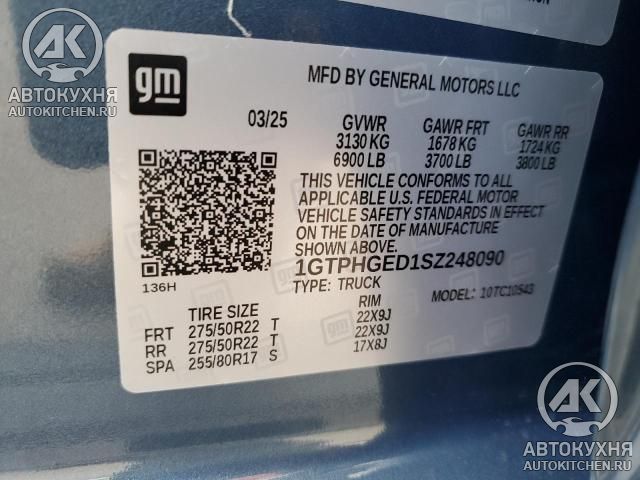 gm
MFD BY GENERAL MOTORS LLC
03/25 GVWR GAWR FRT GAWR RR
3130 KG 1678 KG 1724 KG
6900 LB 3700 LB 3800 LB
THIS VEHICLE CONFORMS TO ALL
APPLICABLE U.S. FEDERAL MOTOR
VEHICLE SAFETY STANDARDS IN EFFECT
ON THE DATE OF MANUFACTURE
SHOWN ABOVE.
1GTPHGED1SZ248090
136H
TYPE: TRUCK MODEL: 10TC10543
TIRE SIZE RIM
FRT 275/50R22 T 22X9J
RR 275/50R22 T 22X9J
SPA 255/80R17 S 17X8J
АК
АВТОКУХНЯ
AUTOKITCHEN.RU
АК
АВТОКУХНЯ
AUTOKITCHEN.RU